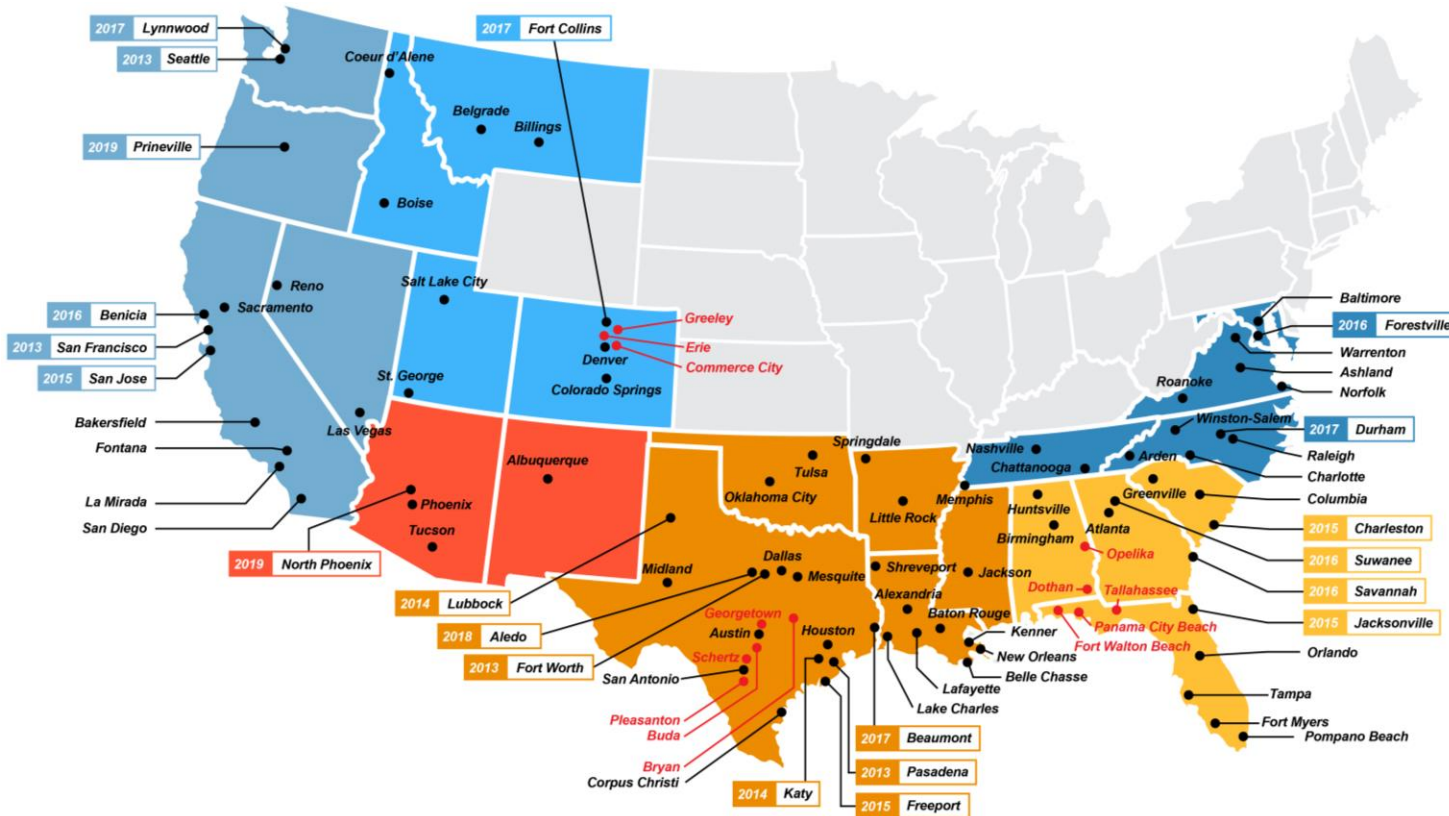 2017 Lynnwood
2013 Seattle
2019 Prineville
2017 Fort Collins
Coeur d'Alene
Belgrade
Billings
Boise
Salt Lake City
Reno
Sacramento
2016 Benicia
2013 San Francisco
2015 San Jose
Bakersfield
Fontana
La Mirada
San Diego
Las Vegas
St. George
Greeley
Erie
Denver
Commerce City
Colorado Springs
Phoenix
Tucson
2019 North Phoenix
Albuquerque
Springdale
Tulsa
Oklahoma City
Little Rock
Memphis
Nashville
Chattanooga
Roanoke
Winston-Salem
Arden
Baltimore
2016 Forestville
Warrenton
Ashland
Norfolk
2017 Durham
Raleigh
Charlotte
Columbia
Greenville
Huntsville
Birmingham
Atlanta
2015 Charleston
2016 Suwanee
2016 Savannah
2015 Jacksonville
Opelika
Dothan
Tallahassee
Panama City Beach
Fort Walton Beach
Orlando
Tampa
Fort Myers
Pompano Beach
Midland
Dallas
Mesquite
Shreveport
Jackson
Alexandria
Baton Rouge
Kenner
New Orleans
Belle Chasse
Lafayette
Lake Charles
2014 Lubbock
2018 Aledo
2013 Fort Worth
Georgetown
Austin
Houston
Schertz
San Antonio
Pleasanton
Buda
Bryan
Corpus Christi
2017 Beaumont
2013 Pasadena
2014 Katy
2015 Freeport